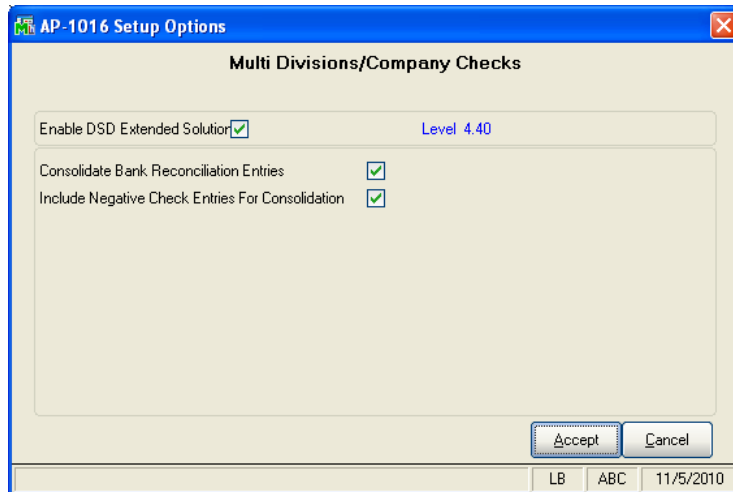 AP-1016 Setup Options
Multi Divisions/Company Checks
Enable DSD Extended Solution Level 4.40
Consolidate Bank Reconciliation Entries
Include Negative Check Entries For Consolidation
Accept Cancel
LB ABC 11/5/2010